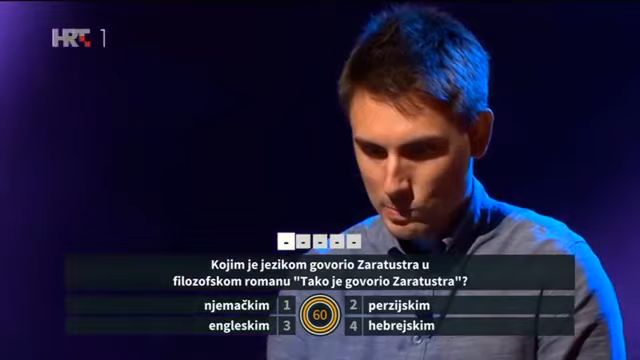 HRT 1
- - - - -
Kojim je jezikom govorio Zaratustra u
filozofskom romanu "Tako je govorio Zaratustra"?
njemačkim 1
2 perzijskim
60
engleskim 3
4 hebrejskim